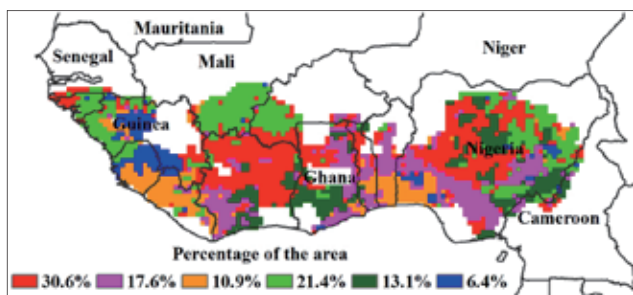 Mauritania
Senegal
Mali
Niger
Guinea
Nigeria
Ghana
Cameroon
Percentage of the area
30.6% 17.6% 10.9% 21.4% 13.1% 6.4%